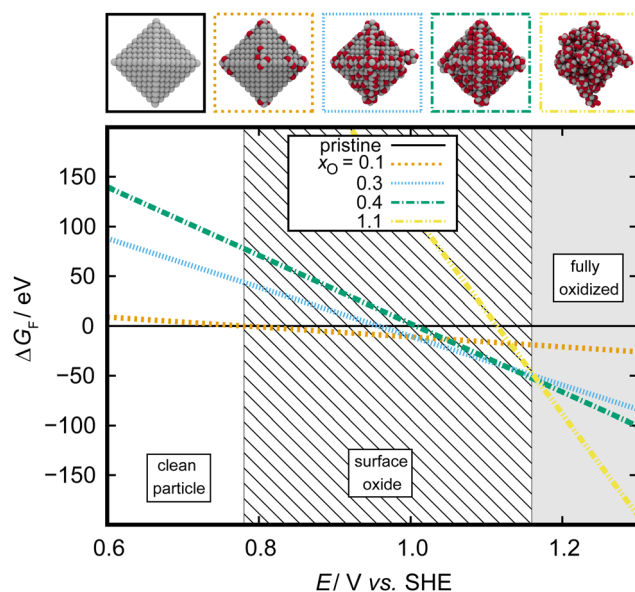 pristine
x_O = 0.1
0.3
0.4
1.1
150
100
50
0
−50
−100
−150
ΔG_F / eV
fully
oxidized
clean
particle
surface
oxide
0.6
0.8
1.0
1.2
E / V vs. SHE